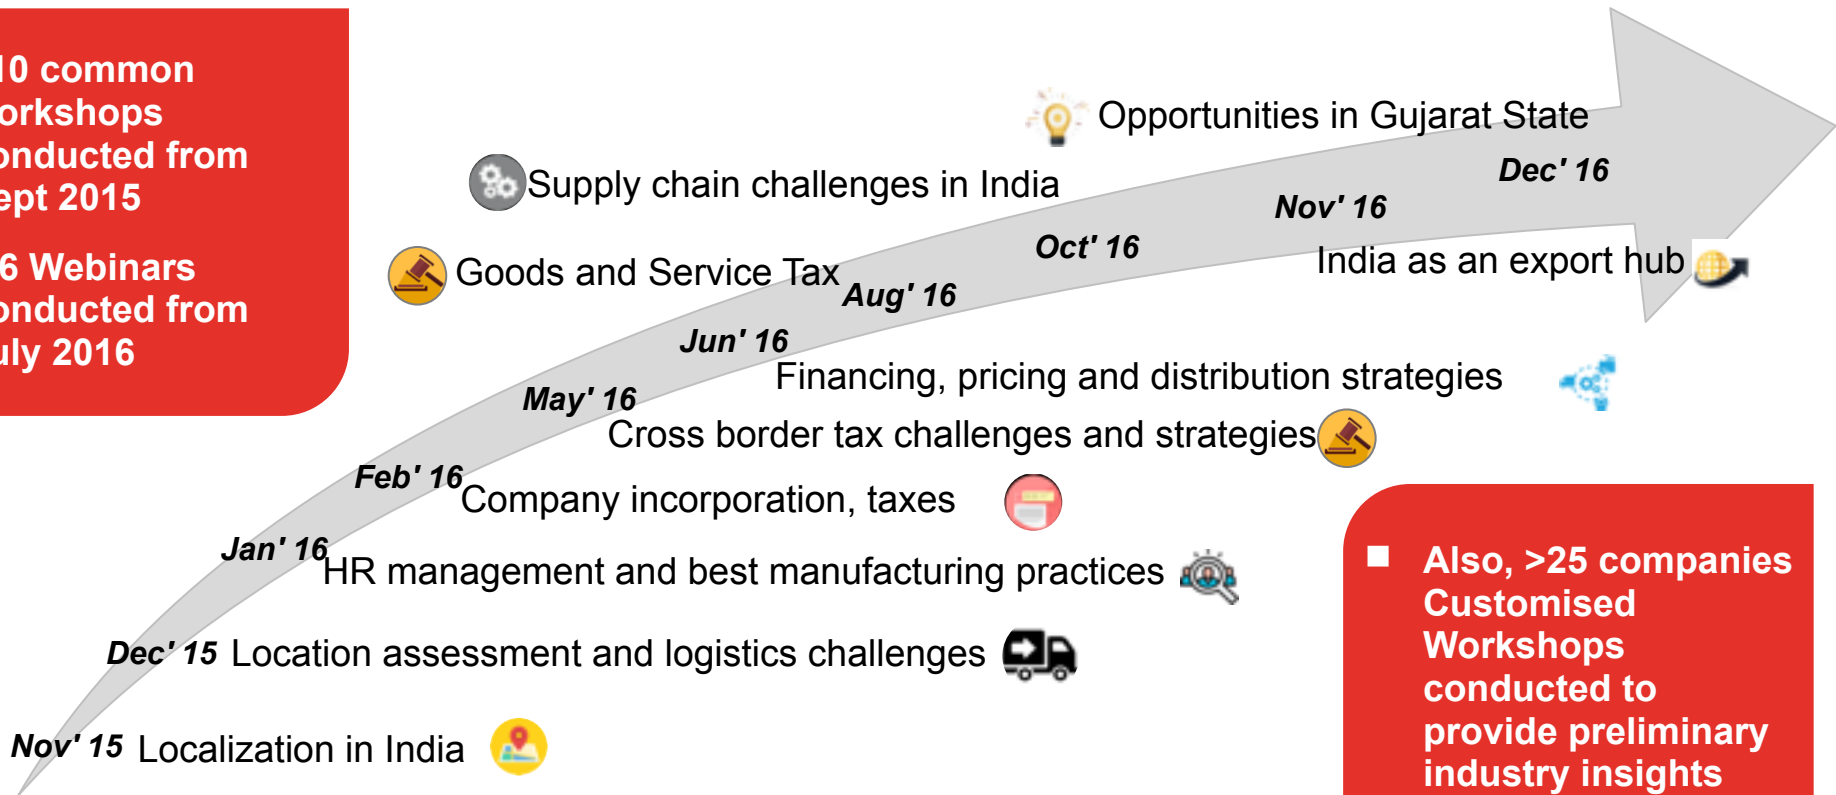 10 common
orkshops
onducted from
ept 2015
6 Webinars
onducted from
uly 2016
Opportunities in Gujarat State
Dec' 16
Supply chain challenges in India
Nov' 16
Oct' 16
India as an export hub
Goods and Service Tax
Aug' 16
Jun' 16
Financing, pricing and distribution strategies
May' 16
Cross border tax challenges and strategies
Feb' 16
Company incorporation, taxes
Jan' 16
HR management and best manufacturing practices
Dec' 15 Location assessment and logistics challenges
Nov' 15 Localization in India
Also, >25 companies
Customised
Workshops
conducted to
provide preliminary
industry insights